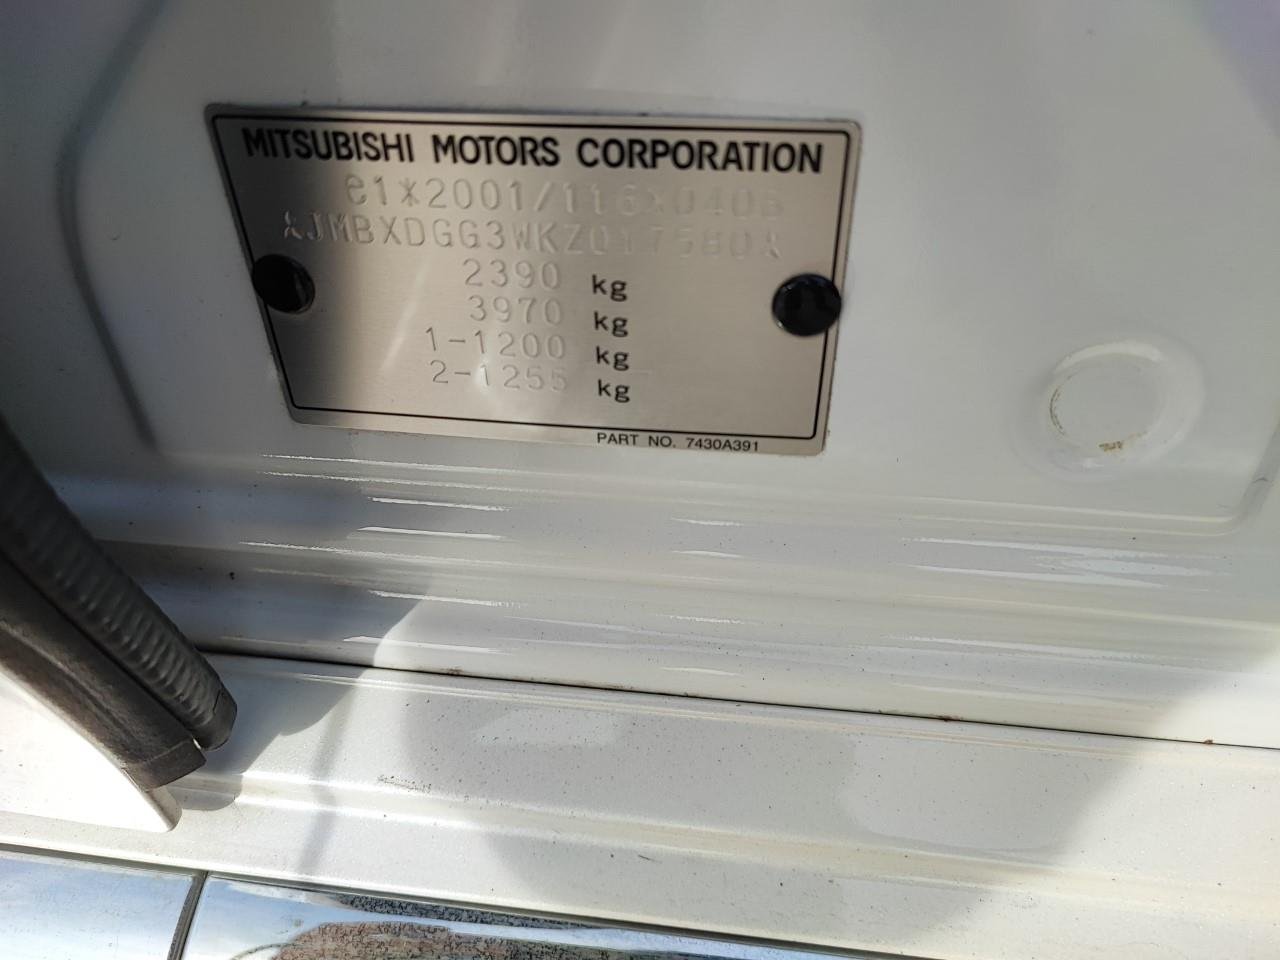 MITSUBISHI MOTORS CORPORATION
e1*2001/116*0406
*JMBXDGG3WKZ017580*
2390 kg
3970 kg
1-1200 kg
2-1255 kg
PART NO. 7430A391